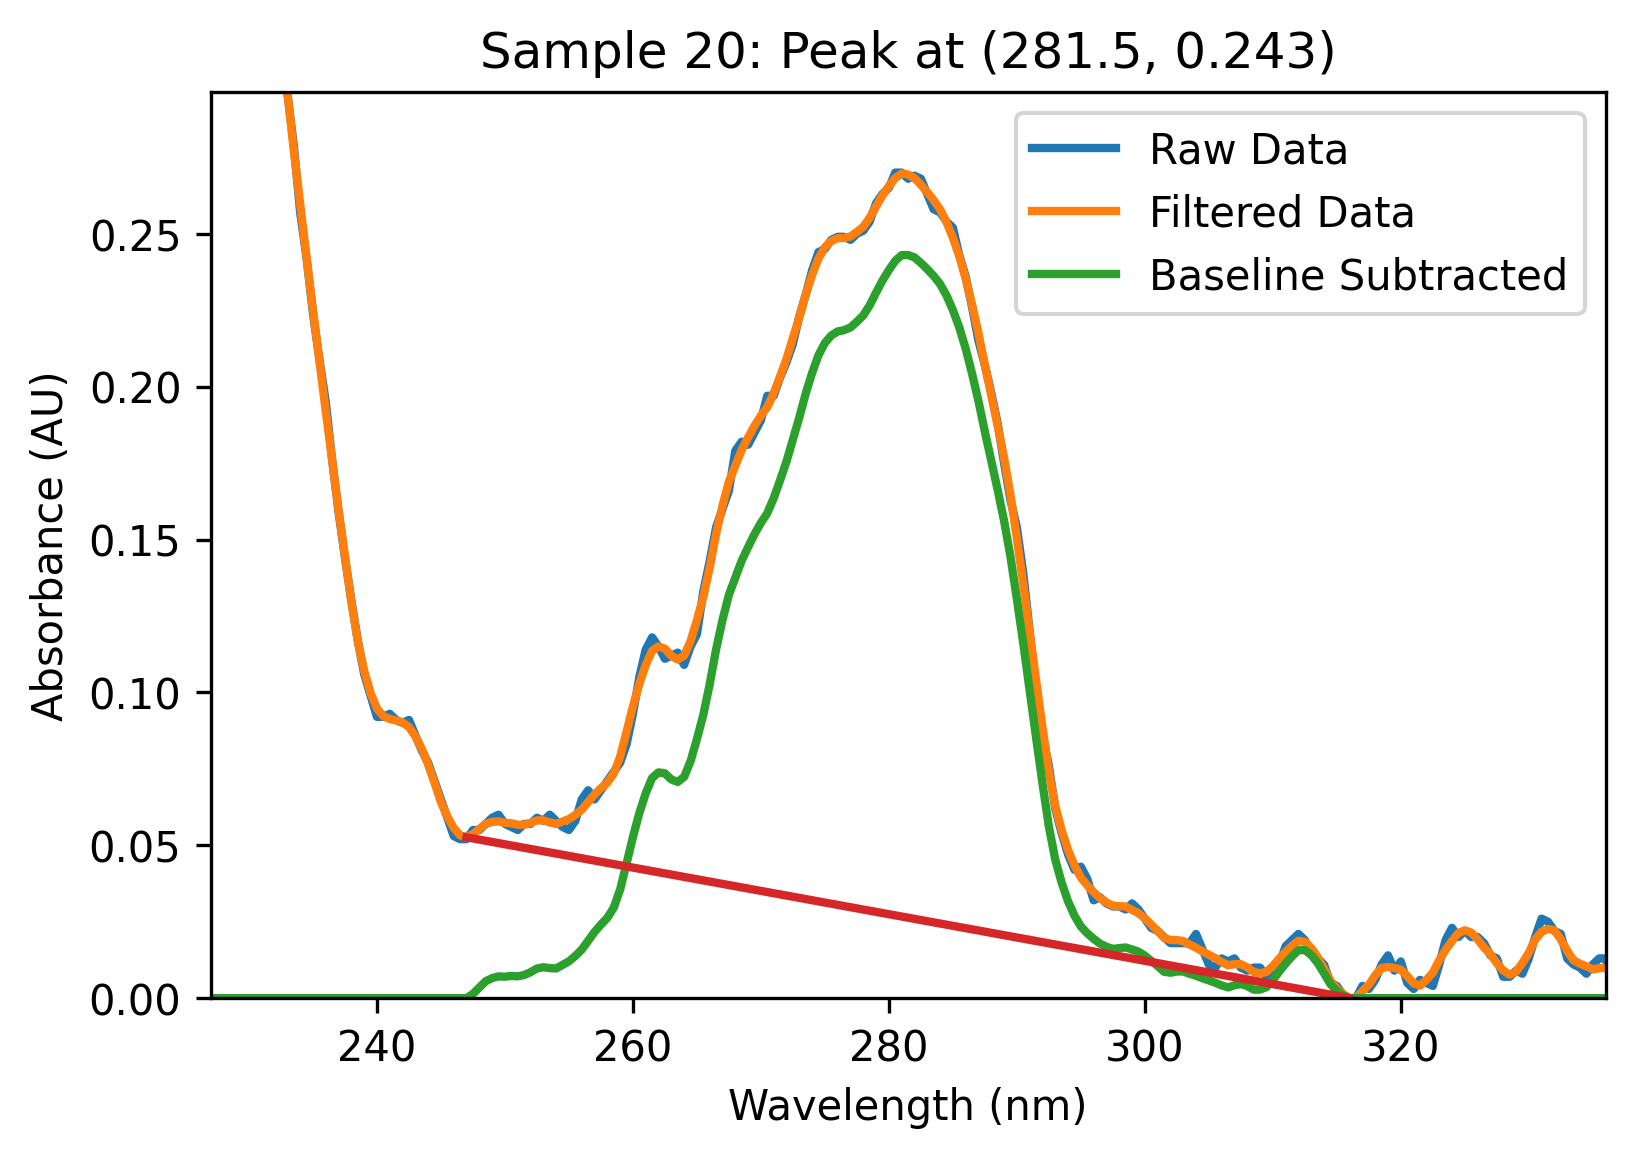 Sample 20: Peak at (281.5, 0.243)
Raw Data
Filtered Data
Baseline Subtracted
Absorbance (AU)
0.25
0.20
0.15
0.10
0.05
0.00
240 260 280 300 320
Wavelength (nm)